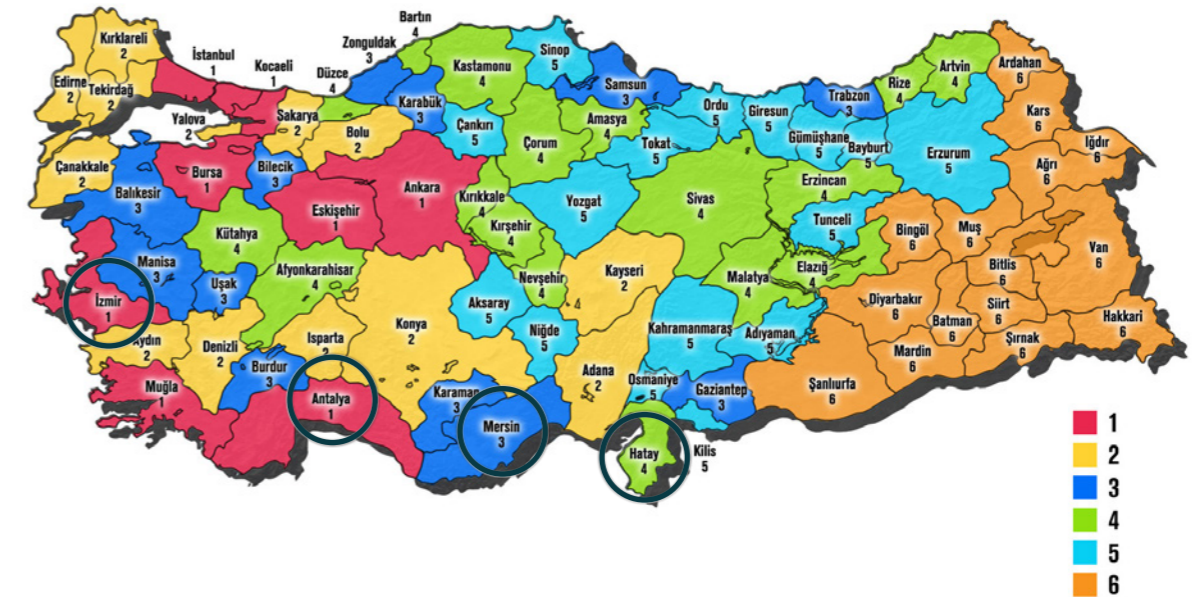 Bartın
4
Kırklareli
2
Zonguldak
3
İstanbul
1
Kocaeli
1
Düzce
4
Kastamonu
4
Sinop
5
Samsun
3
Edirne
2
Tekirdağ
2
Yalova
2
Sakarya
2
Bolu
2
Karabük
3
Çankırı
5
Çorum
4
Amasya
4
Ordu
5
Giresun
5
Trabzon
3
Rize
4
Artvin
4
Ardahan
6
Kars
6
Iğdır
6
Tokat
5
Gümüşhane
5
Bayburt
5
Erzurum
5
Ağrı
6
Çanakkale
2
Balıkesir
3
Bursa
1
Bilecik
3
Eskişehir
1
Ankara
1
Kırıkkale
4
Kırşehir
4
Yozgat
5
Sivas
4
Erzincan
4
Tunceli
5
Bingöl
6
Muş
6
Van
6
Bitlis
6
Kütahya
4
Manisa
3
Uşak
3
Afyonkarahisar
4
Nevşehir
4
4
Kayseri
2
Malatya
4
Elazığ
4
Diyarbakır
6
Batman
6
Siirt
6
Şırnak
6
Hakkari
6
Mardin
6
İzmir
1
Aydın
2
Denizli
2
Isparta
2
Konya
2
Aksaray
5
Niğde
5
Kahramanmaraş
5
Adıyaman
5
Şanlıurfa
6
Muğla
1
Burdur
3
Antalya
1
Karaman
3
Mersin
3
Adana
2
Osmaniye
5
Gaziantep
3
Hatay
4
Kilis
5
1
2
3
4
5
6